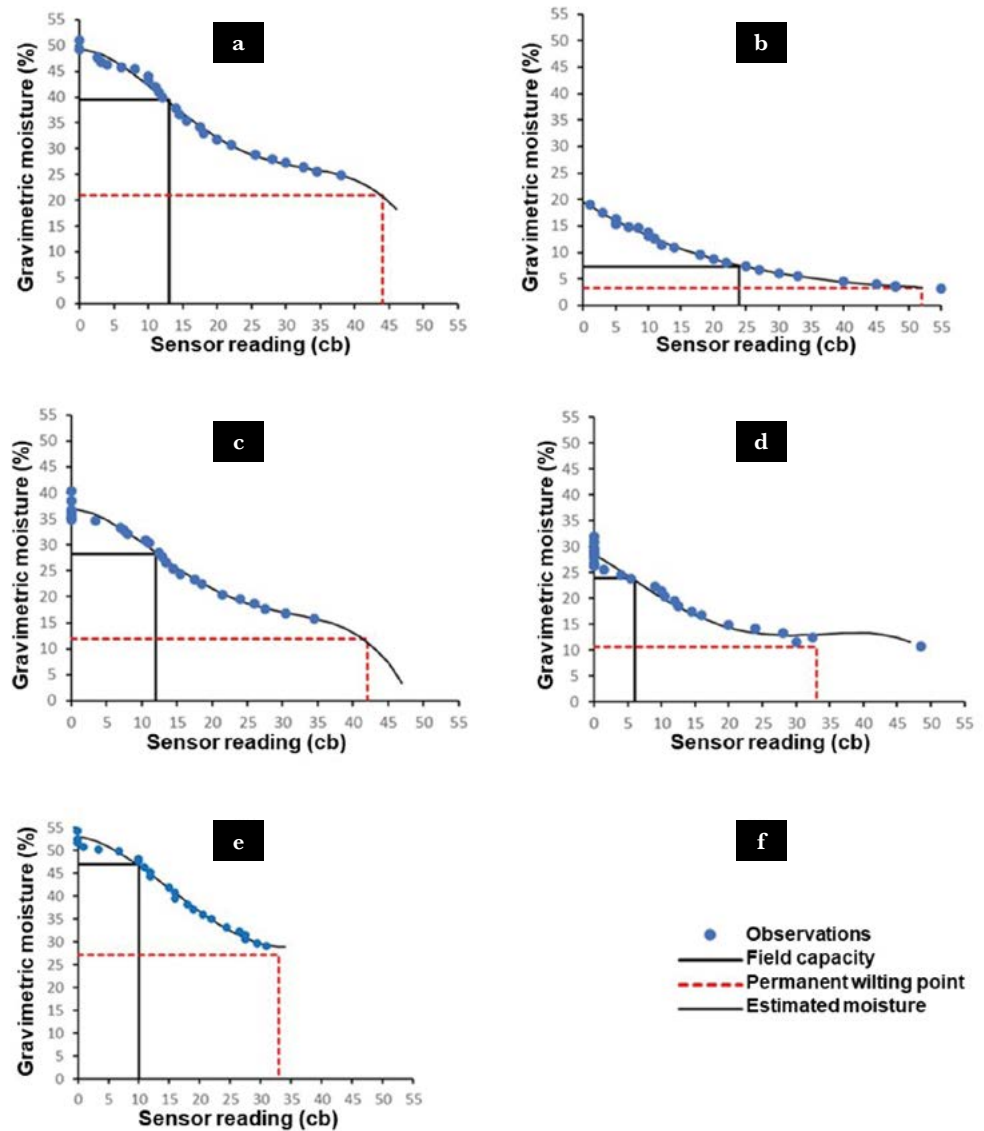 a
Gravimetric moisture (%)
55
50
45
40
35
30
25
20
15
10
5
0
0 5 10 15 20 25 30 35 40 45 50 55
Sensor reading (cb)
b
Gravimetric moisture (%)
55
50
45
40
35
30
25
20
15
10
5
0
0 5 10 15 20 25 30 35 40 45 50 55
Sensor reading (cb)
c
Gravimetric moisture (%)
55
50
45
40
35
30
25
20
15
10
5
0
0 5 10 15 20 25 30 35 40 45 50 55
Sensor reading (cb)
d
Gravimetric moisture (%)
55
50
45
40
35
30
25
20
15
10
5
0
0 5 10 15 20 25 30 35 40 45 50 55
Sensor reading (cb)
e
Gravimetric moisture (%)
55
50
45
40
35
30
25
20
15
10
5
0
0 5 10 15 20 25 30 35 40 45 50 55
Sensor reading (cb)
f
Observations
Field capacity
Permanent wilting point
Estimated moisture